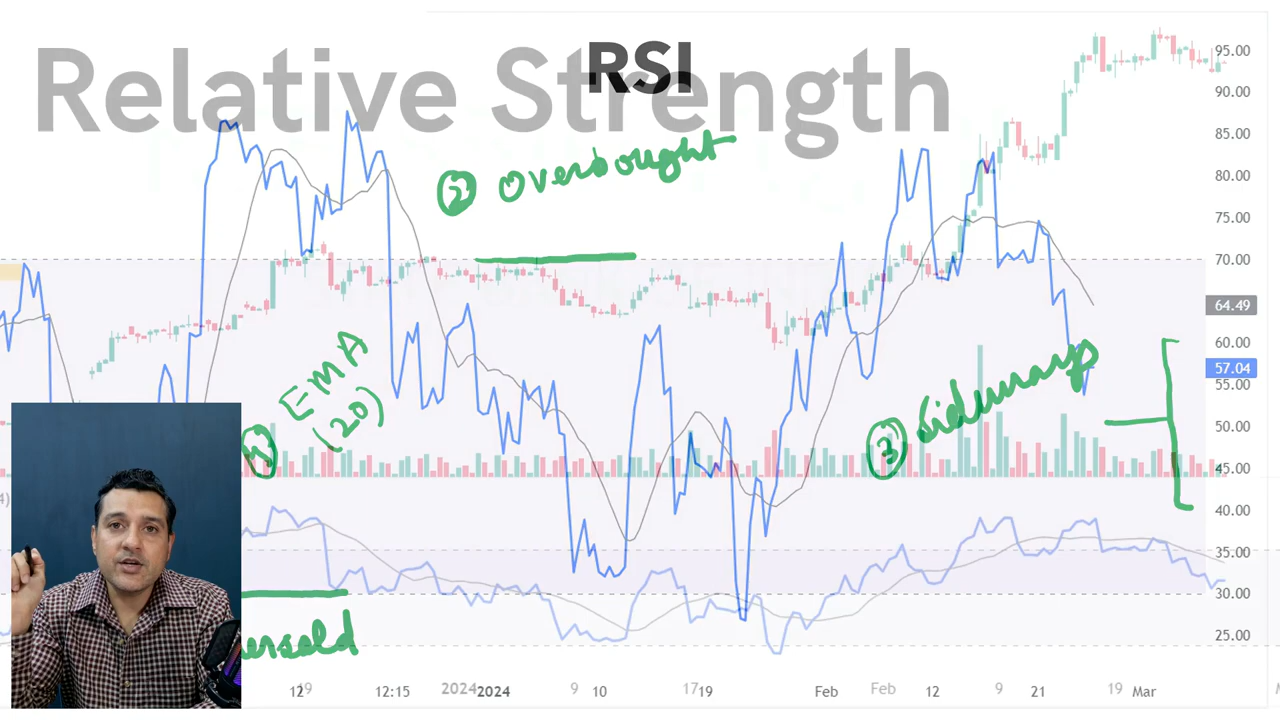 Relative Strength
RSI
② Overbought
95.00
90.00
85.00
80.00
75.00
70.00
64.49
60.00
57.04
55.00
50.00
45.00
40.00
35.00
30.00
25.00
① EMA
(20)
③ Sideways
4)
ersold
12 19 12:15 2024 2024 9 10 17 19 Feb Feb 12 9 21 19 Mar